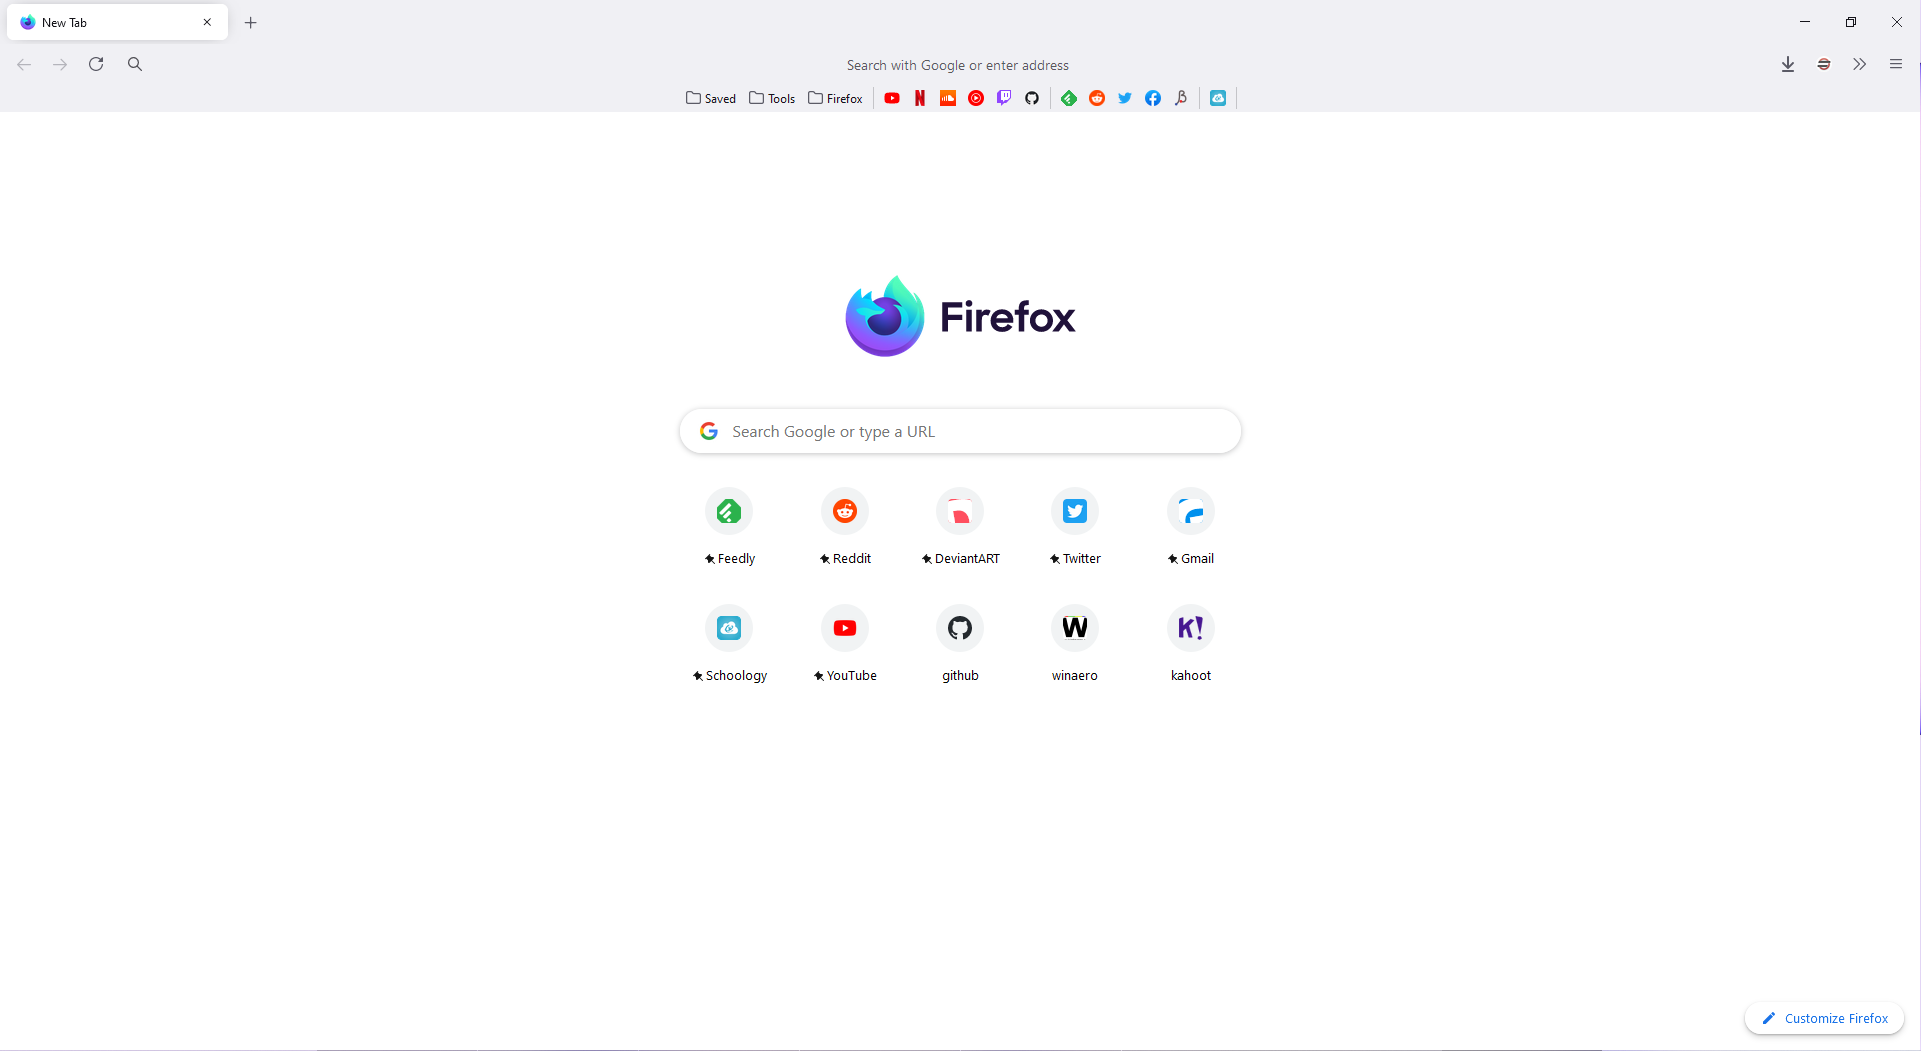 New Tab
Search with Google or enter address
Saved Tools Firefox
Firefox
Search Google or type a URL
Feedly Reddit DeviantART Twitter Gmail
Schoology YouTube github winaero kahoot
Customize Firefox